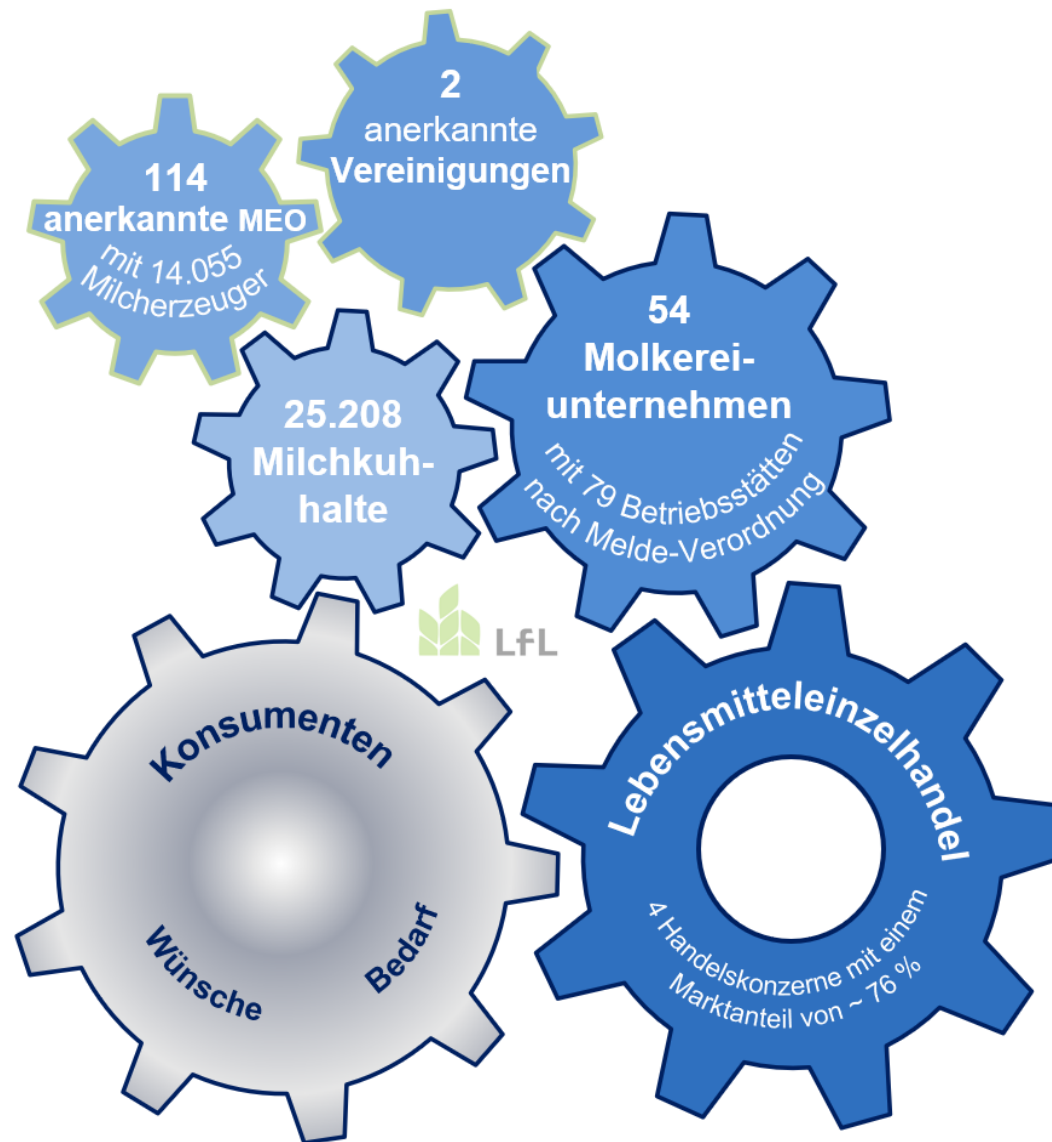 2
anerkannte
Vereinigungen
114
anerkannte MEO
mit 14.055
Milcherzeuger
54
Molkerei-
unternehmen
mit 79 Betriebsstätten
nach Melde-Verordnung
25.208
Milchkuh-
halte
LfL
Konsumenten
Wünsche
Bedarf
Lebensmitteleinzelhandel
4 Handelskonzerne mit einem
Marktanteil von ~ 76 %